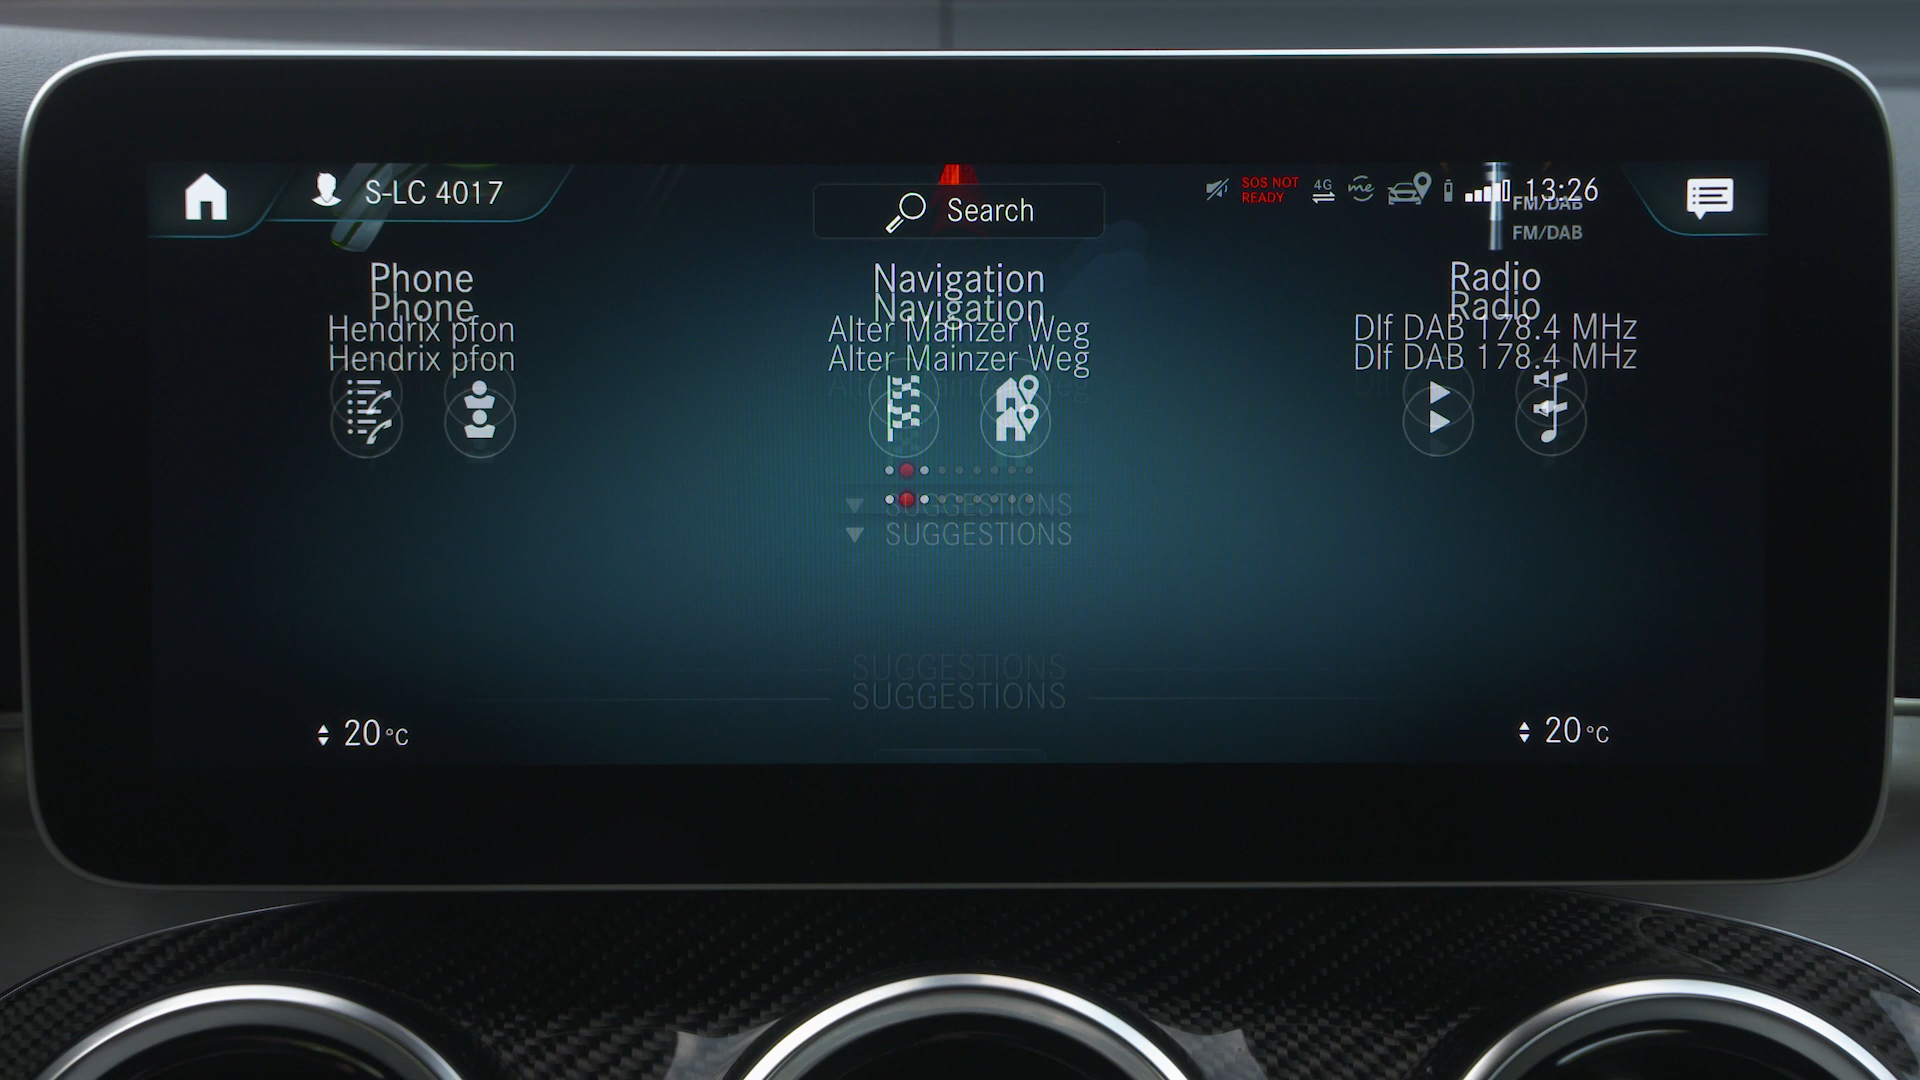 S-LC 4017
Search
SOS NOT
READY
4G
me
13:26
FM/DAB
FM/DAB
Phone
Phone
Hendrix pfon
Hendrix pfon
Navigation
Navigation
Alter Mainzer Weg
Alter Mainzer Weg
Radio
Radio
Dlf DAB 178.4 MHz
Dlf DAB 178.4 MHz
SUGGESTIONS
SUGGESTIONS
SUGGESTIONS
SUGGESTIONS
20 °C
20 °C